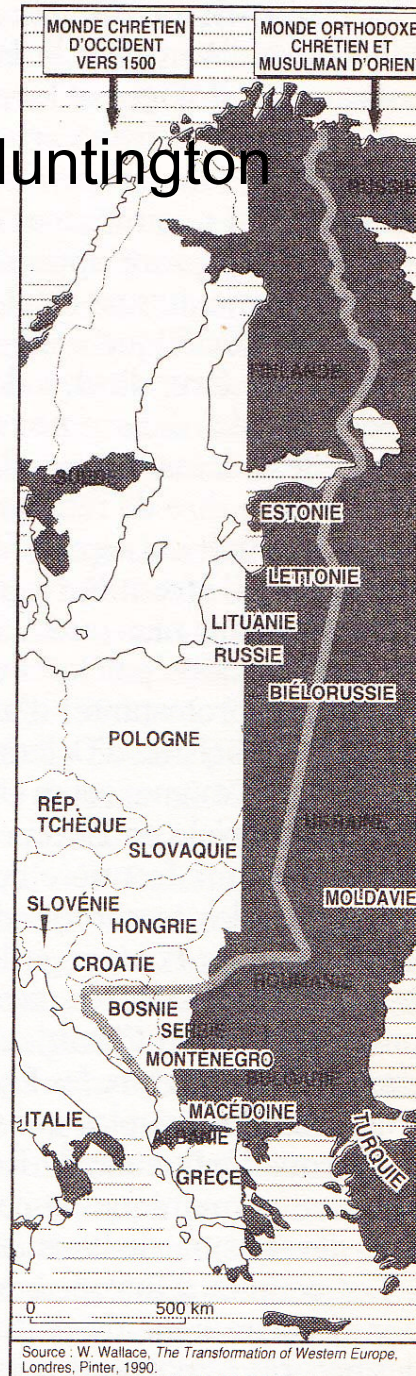 MONDE CHRÉTIEN
D'OCCIDENT
VERS 1500
MONDE ORTHODOXE
CHRÉTIEN ET
MUSULMAN D'ORIENT
Huntington
RUSSIE
FINLANDE
SUÈDE
ESTONIE
LETTONIE
LITUANIE
RUSSIE
BIÉLORUSSIE
POLOGNE
RÉP.
TCHÈQUE
UKRAINE
SLOVAQUIE
SLOVÉNIE
MOLDAVIE
HONGRIE
CROATIE
ROUMANIE
BOSNIE
SERBIE
MONTENEGRO
BULGARIE
MACÉDOINE
ITALIE
ALBANIE
TURQUIE
GRÈCE
0 500 km
Source : W. Wallace, The Transformation of Western Europe,
Londres, Pinter, 1990.